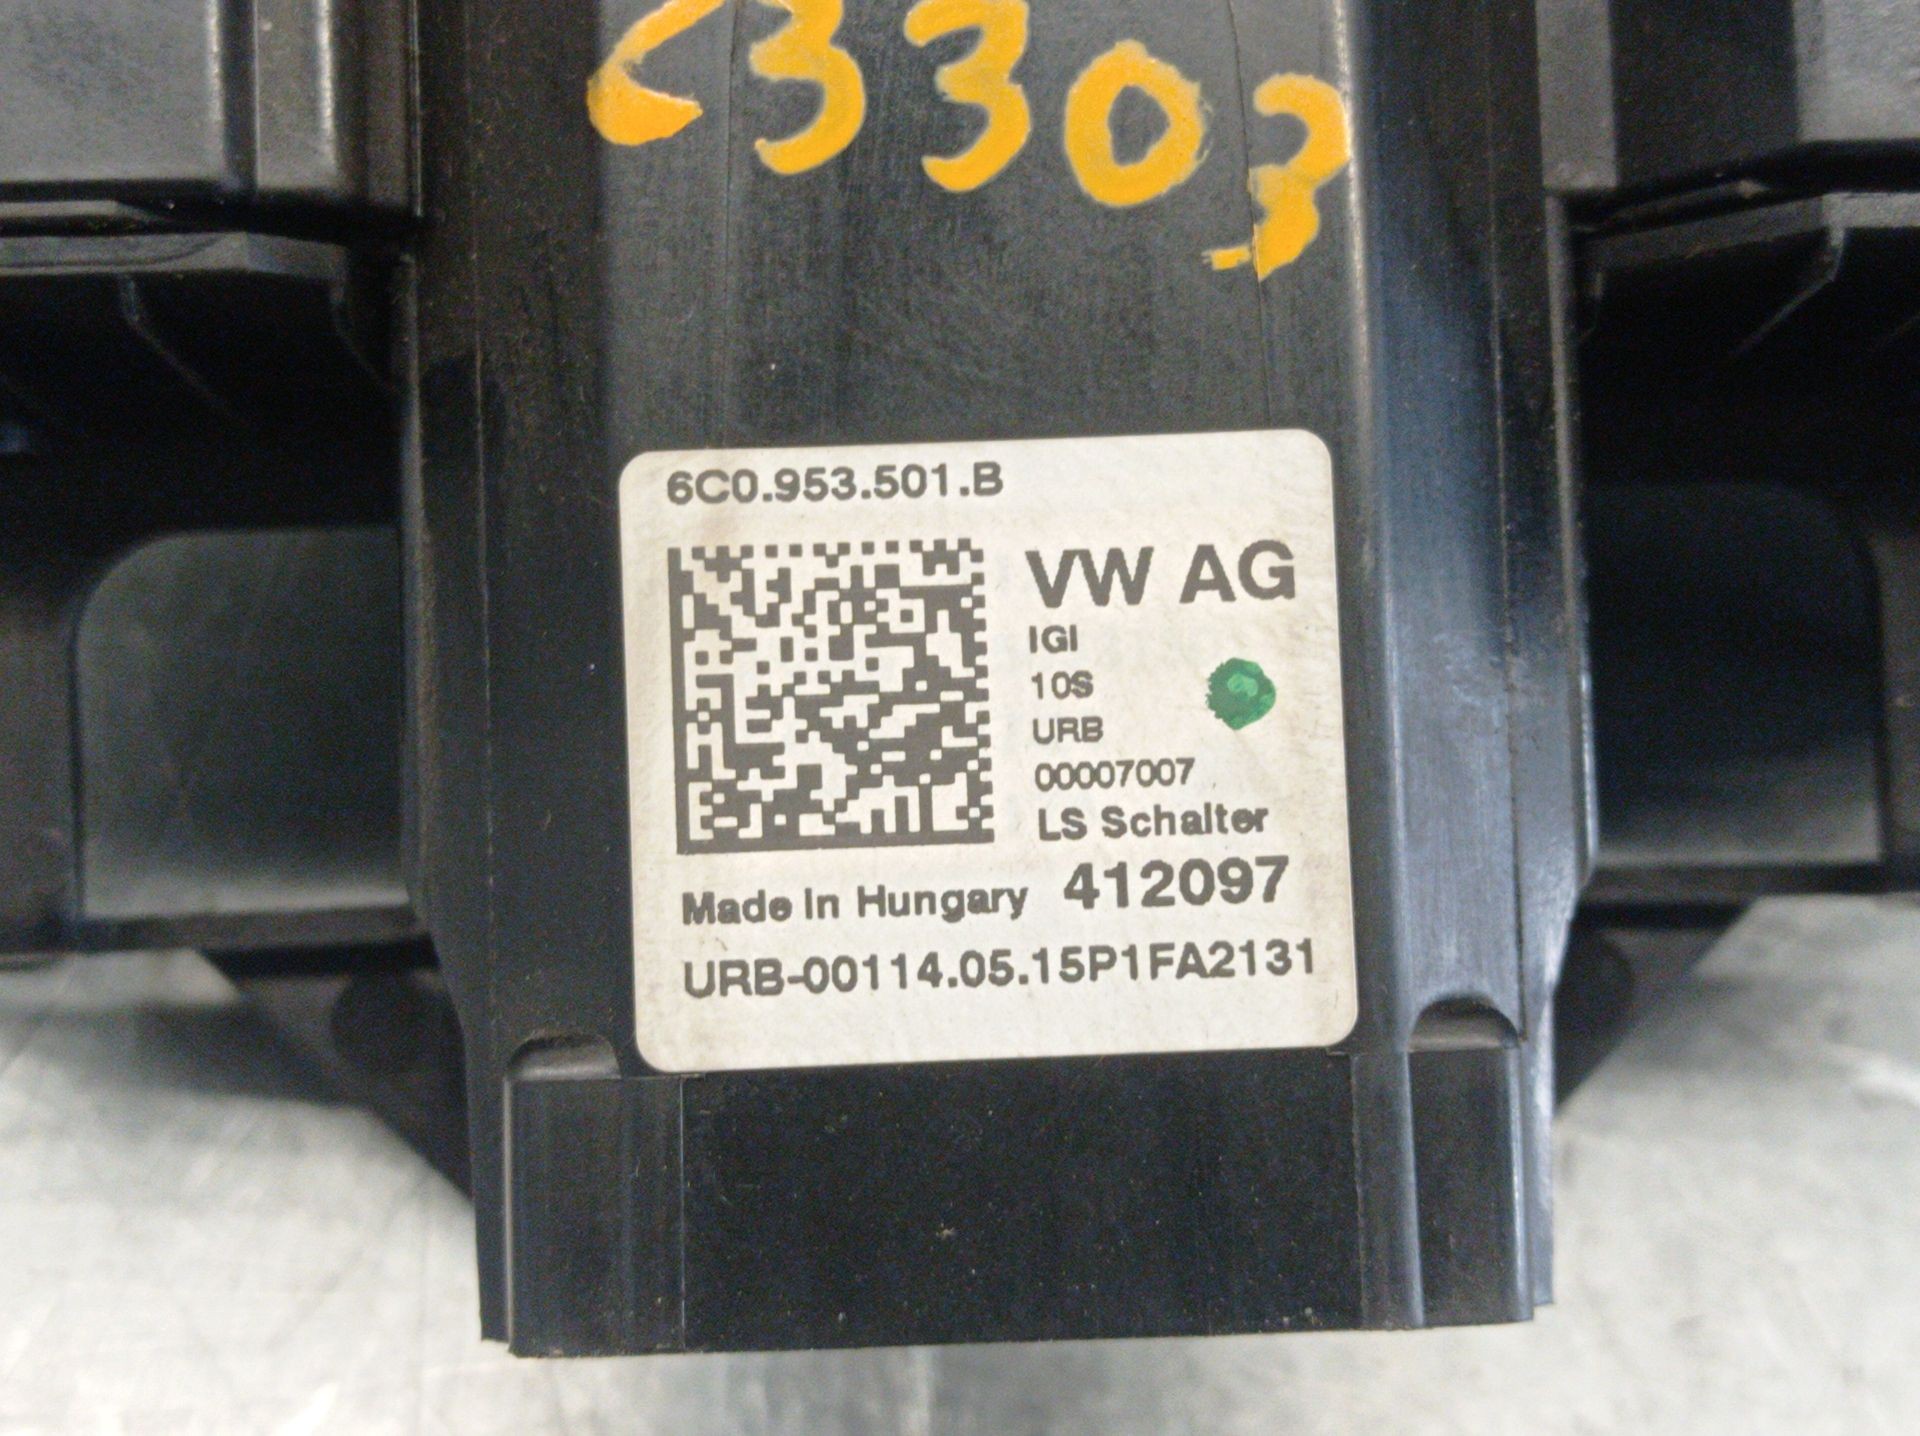 C3303
6C0.953.501.B
VW AG
IGI
10S
URB
00007007
LS Schalter
Made in Hungary 412097
URB-00114.05.15P1FA2131